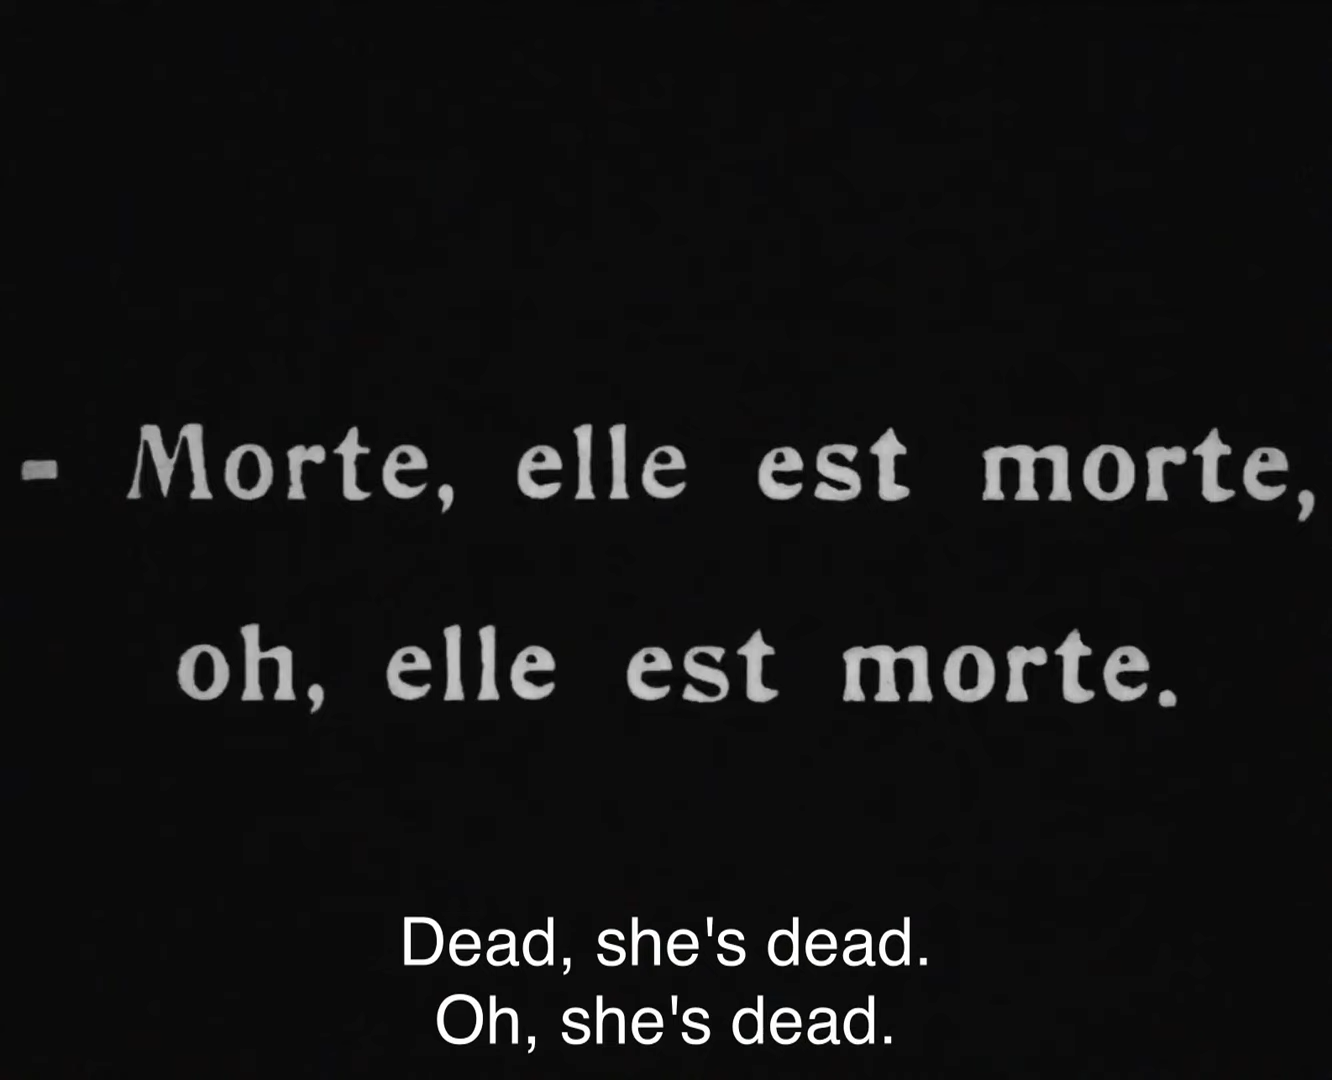 - Morte, elle est morte,
oh, elle est morte.
Dead, she's dead.
Oh, she's dead.